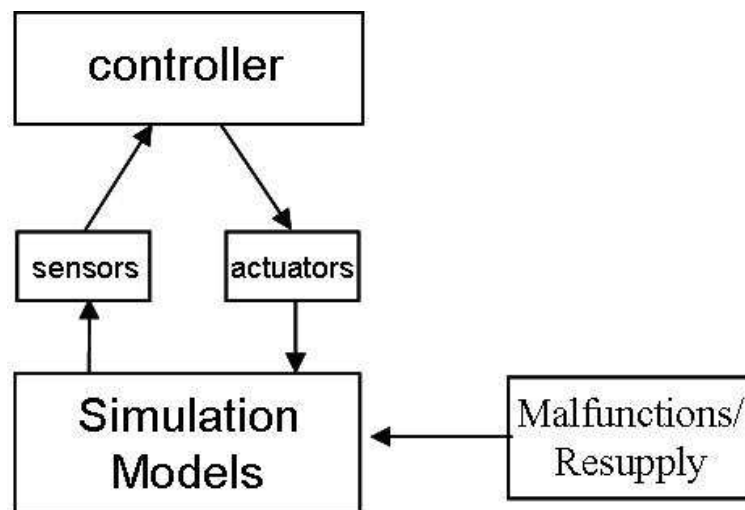 controller
sensors
actuators
Simulation
Models
Malfunctions/
Resupply